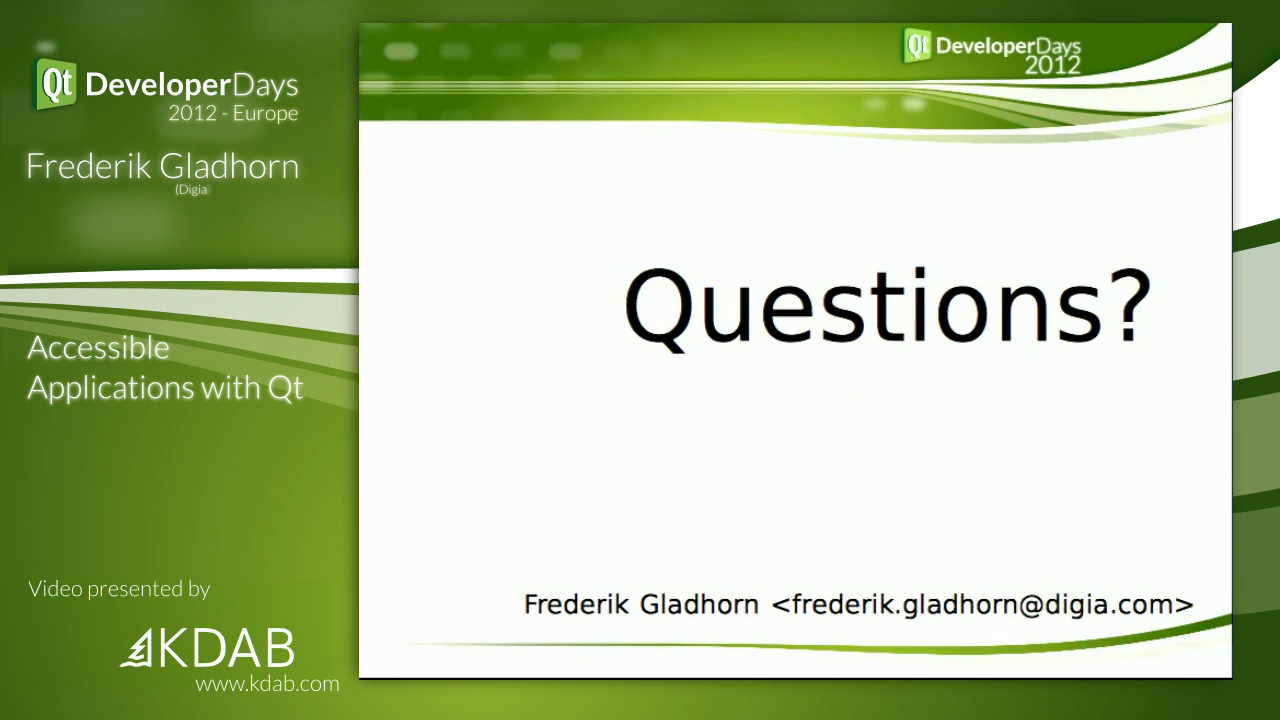 Qt DeveloperDays
2012 - Europe
Frederik Gladhorn
(Digia
Accessible
Applications with Qt
Video presented by
KDAB
www.kdab.com
Qt DeveloperDays
2012
Questions?
Frederik Gladhorn <frederik.gladhorn@digia.com>